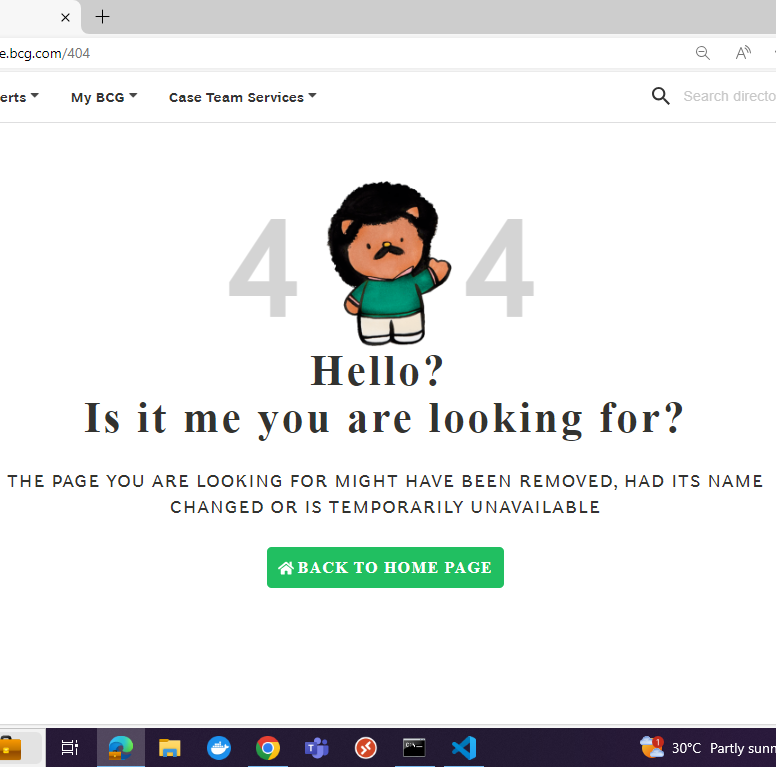 e.bcg.com/404
erts
My BCG
Case Team Services
Search directo
4 4
Hello?
Is it me you are looking for?
THE PAGE YOU ARE LOOKING FOR MIGHT HAVE BEEN REMOVED, HAD ITS NAME
CHANGED OR IS TEMPORARILY UNAVAILABLE
BACK TO HOME PAGE
1
30°C Partly sunn